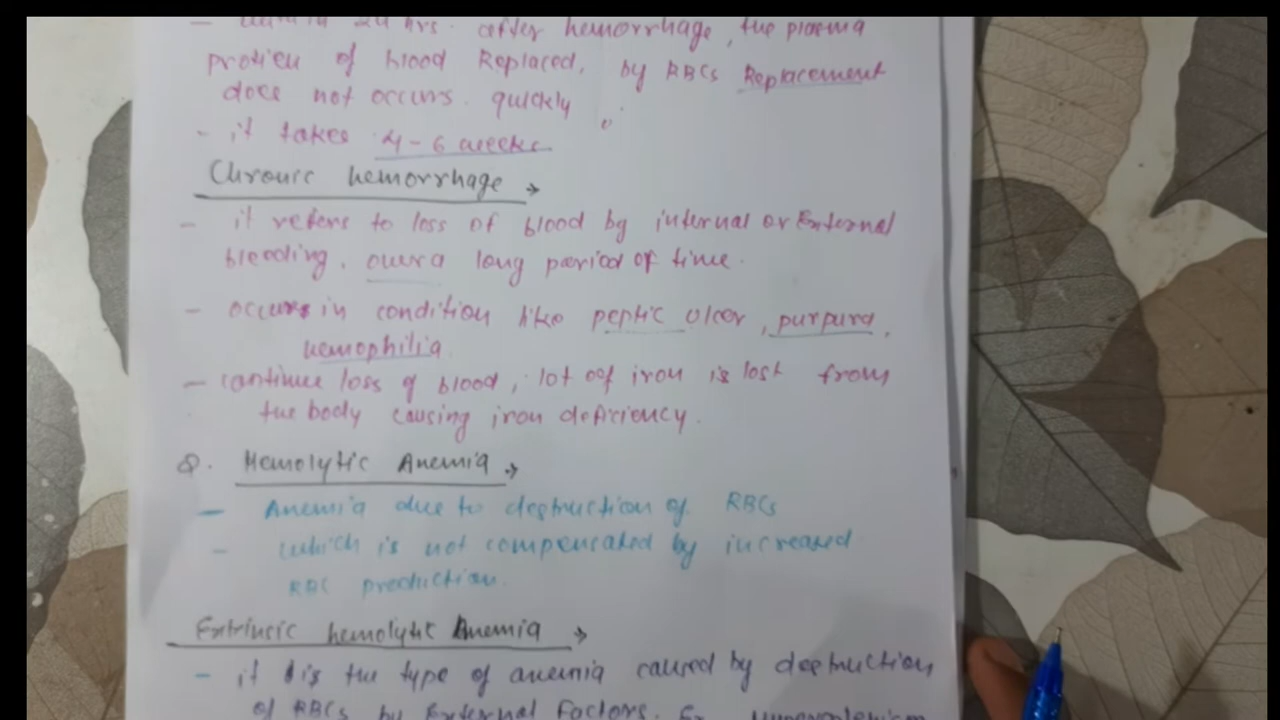 - 24 hrs. after hemorrhage, the plasma
protien of blood Replaced, by RBCs Replacement
does not occurs. quickly
- it takes 4-6 weeks
Chronic hemorrhage →
- it refers to loss of blood by internal or External
bleeding, over a long period of time.
- occurs in condition like peptic ulcer, purpura,
hemophilia
- continue loss of blood, lot oof iron is lost from
the body causing iron deficiency.
Q. Hemolytic Anemia →
- Anemia due to destruction of RBCs
- which is not compensated by increased
RBC production.
Extrinsic hemolytic Anemia →
- it is the type of anemia caused by destruction
of RBCs by External Factors. Ex